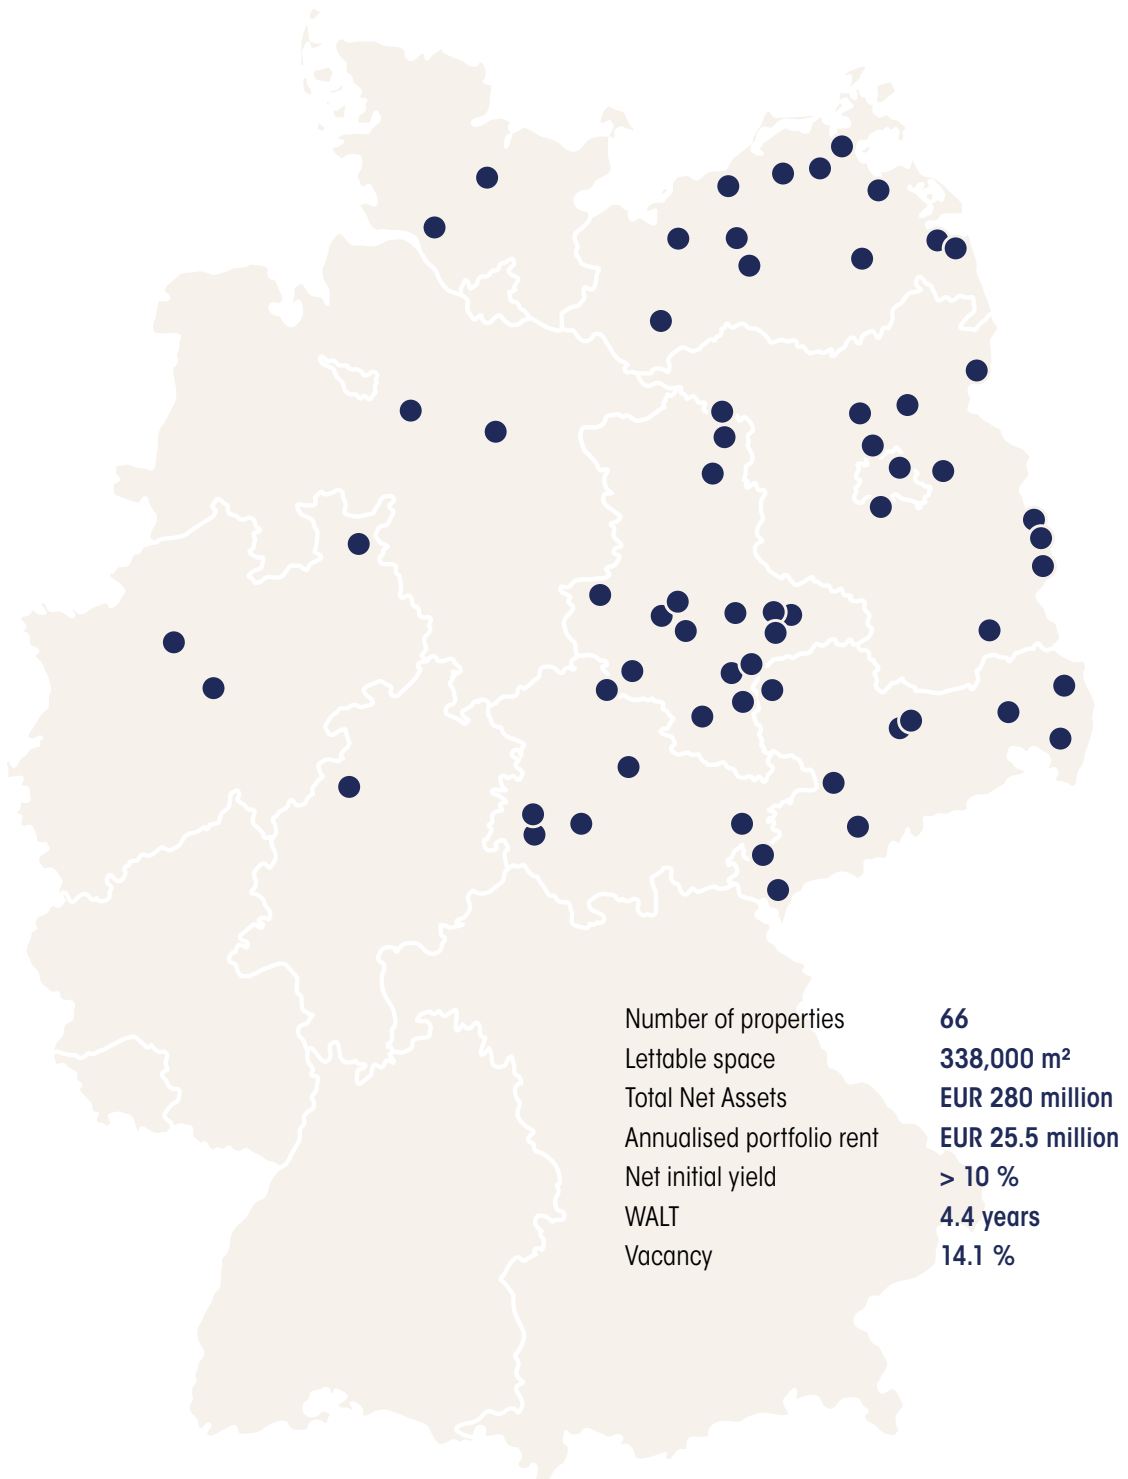 Number of properties 66
Lettable space 338,000 m²
Total Net Assets EUR 280 million
Annualised portfolio rent EUR 25.5 million
Net initial yield > 10 %
WALT 4.4 years
Vacancy 14.1 %